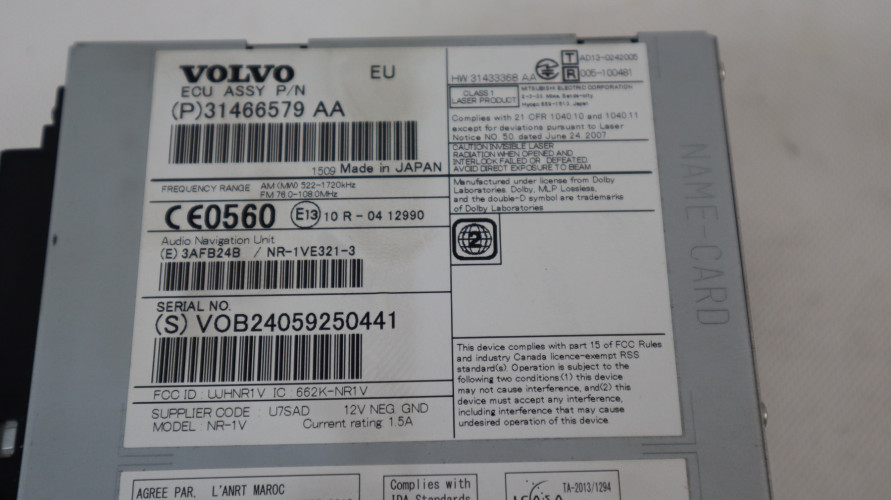 VOLVO EU
ECU ASSY P/N
(P)31466579 AA
1509 Made in JAPAN
FREQUENCY RANGE AM(MW) 522-1720kHz
FM 76.0-108.0MHz
CE0560 E13 10 R - 04 12990
Audio Navigation Unit
(E) 3AFB24B / NR-1VE321-3
SERIAL NO.
(S) VOB24059250441
FCC ID : UJHNR1V IC : 662K-NR1V
SUPPLIER CODE : U7SAD 12V NEG GND
MODEL : NR-1V Current rating 1.5A
HW 31433368 AA
T AD13-0242005
R 005-100481
CLASS 1
LASER PRODUCT
MITSUBISHI ELECTRIC CORPORATION
Complies with 21 CFR 1040.10 and 1040.11
except for deviations pursuant to Laser
Notice NO. 50, dated June 24, 2007
CAUTION INVISIBLE LASER
RADIATION WHEN OPENED AND
INTERLOCK FAILED OR DEFEATED.
AVOID DIRECT EXPOSURE TO BEAM
Manufactured under license from Dolby
Laboratories. Dolby, MLP Lossless,
and the double-D symbol are trademarks
of Dolby Laboratories
2
This device complies with part 15 of FCC Rules
and industry Canada licence-exempt RSS
standard(s). Operation is subject to the
following two conditions:(1) this device
may not cause interference, and(2) this
device must accept any interference,
including interference that may cause
undesired operation of this device.
NAME-CARD
AGREE PAR L'ANRT MAROC
Complies with
IDA Standards
TA-2013/1294